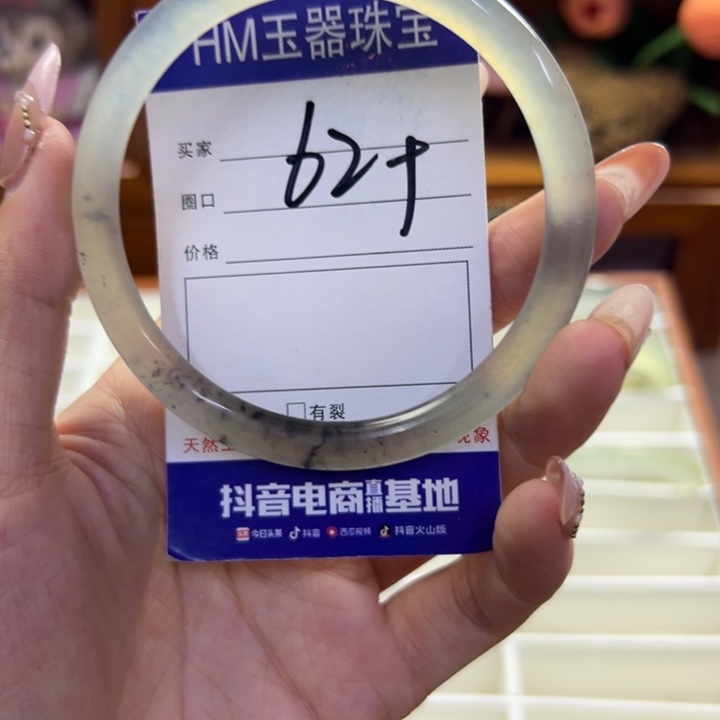 HM玉器珠宝
买家
62+
圈口
价格
有裂
天然
象
抖音电商直播基地
今日头条 抖音 西瓜视频 抖音火山版